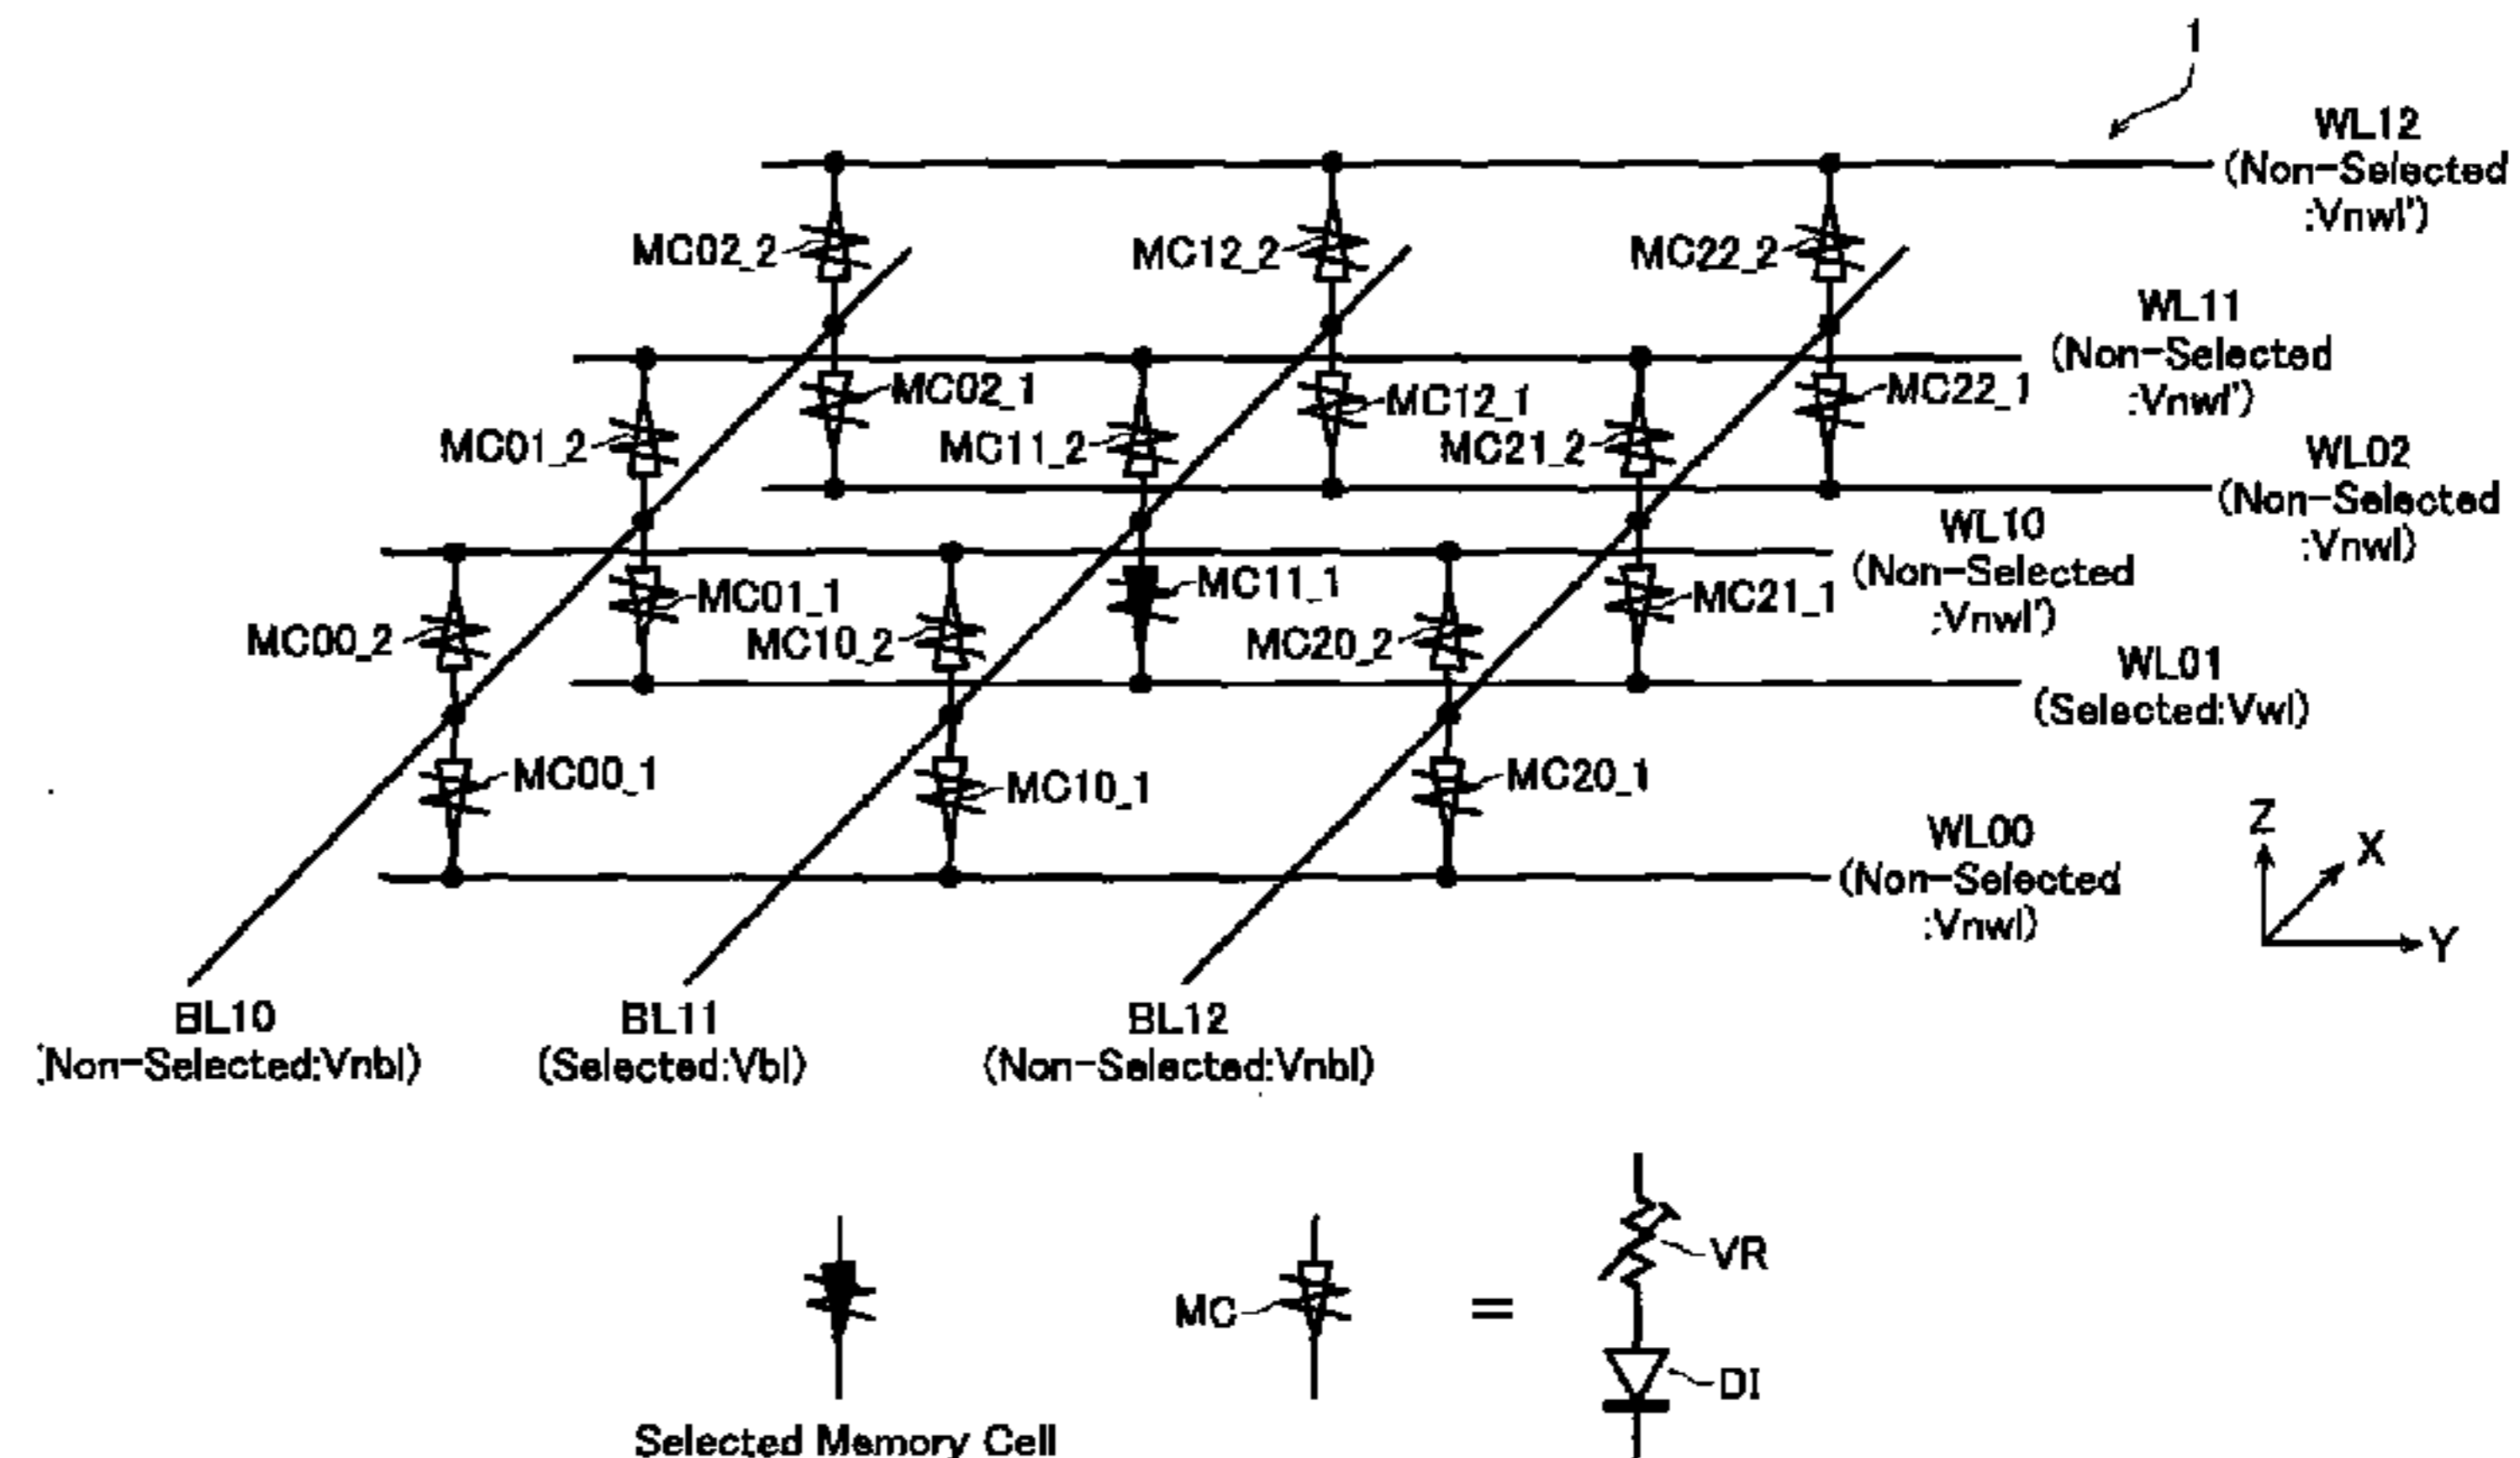 1
WL12
(Non-Selected
:Vnwl')
MC02_2
MC12_2
MC22_2
WL11
(Non-Selected
:Vnwl')
MC02_1
MC12_1
MC22_1
MC01_2
MC11_2
MC21_2
WL02
(Non-Selected
:Vnwl)
WL10
(Non-Selected
:Vnwl')
MC01_1
MC11_1
MC21_1
MC00_2
MC10_2
MC20_2
WL01
(Selected:Vwl)
MC00_1
MC10_1
MC20_1
WL00
(Non-Selected
:Vnwl)
Z
X
Y
BL10
(Non-Selected:Vnbl)
BL11
(Selected:Vbl)
BL12
(Non-Selected:Vnbl)
MC
=
VR
DI
Selected Memory Cell